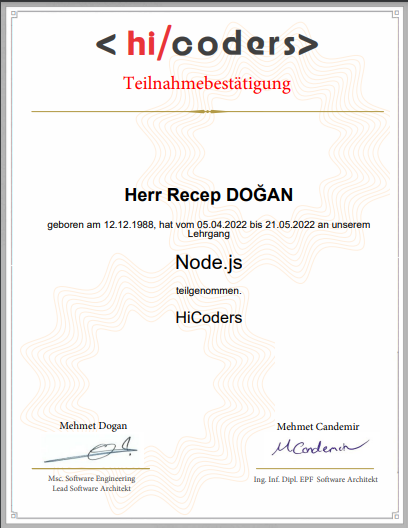 < hi/coders>
Teilnahmebestätigung
Herr Recep DOĞAN
geboren am 12.12.1988, hat vom 05.04.2022 bis 21.05.2022 an unserem
Lehrgang
Node.js
teilgenommen.
HiCoders
Mehmet Dogan
Mehmet Candemir
M Candemir
Msc. Software Engineering
Lead Software Architekt
Ing. Inf. Dipl. EPF Software Architekt